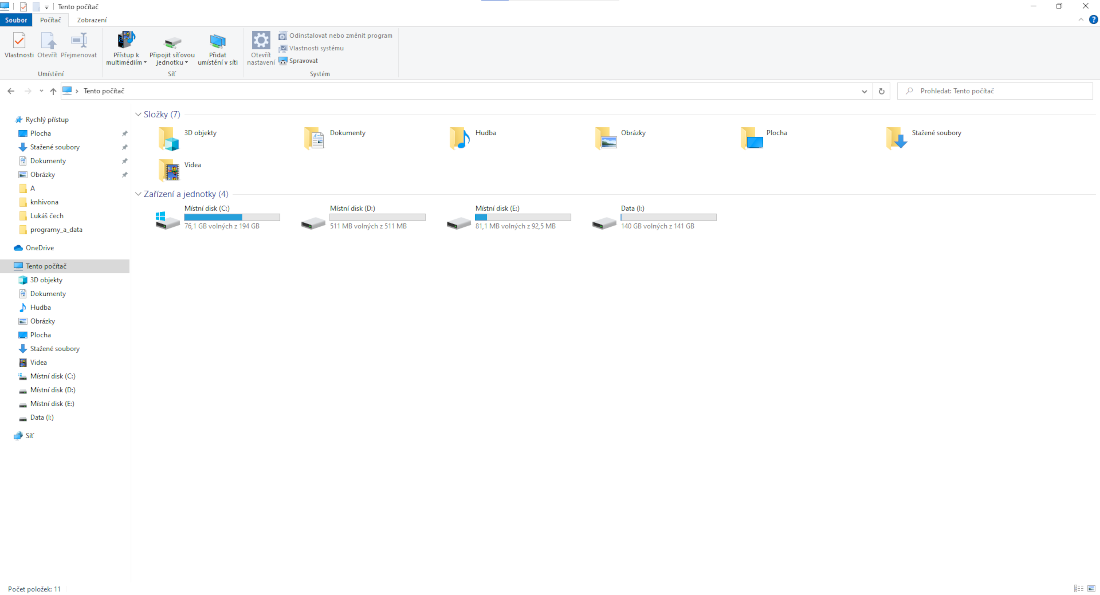 Tento počítač
Soubor Počítač Zobrazení
Vlastnosti Otevřít Přejmenovat
Přístup k multimédiím
Připojit síťovou jednotku
Přidat umístění v síti
Otevřít nastavení
Odinstalovat nebo změnit program
Vlastnosti systému
Spravovat
Umístění Síť Systém
Tento počítač
Prohledat: Tento počítač
Rychlý přístup
Plocha
Stažené soubory
Dokumenty
Obrázky
A
knihivona
Lukáš čech
programy_a_data
OneDrive
Tento počítač
3D objekty
Dokumenty
Hudba
Obrázky
Plocha
Stažené soubory
Videa
Místní disk (C:)
Místní disk (D:)
Místní disk (E:)
Data (I:)
Síť
Složky (7)
3D objekty Dokumenty Hudba Obrázky Plocha Stažené soubory
Videa
Zařízení a jednotky (4)
Místní disk (C:) Místní disk (D:) Místní disk (E:) Data (I:)
76,1 GB volných z 194 GB 511 MB volných z 511 MB 81,1 MB volných z 92,5 MB 140 GB volných z 141 GB
Počet položek: 11